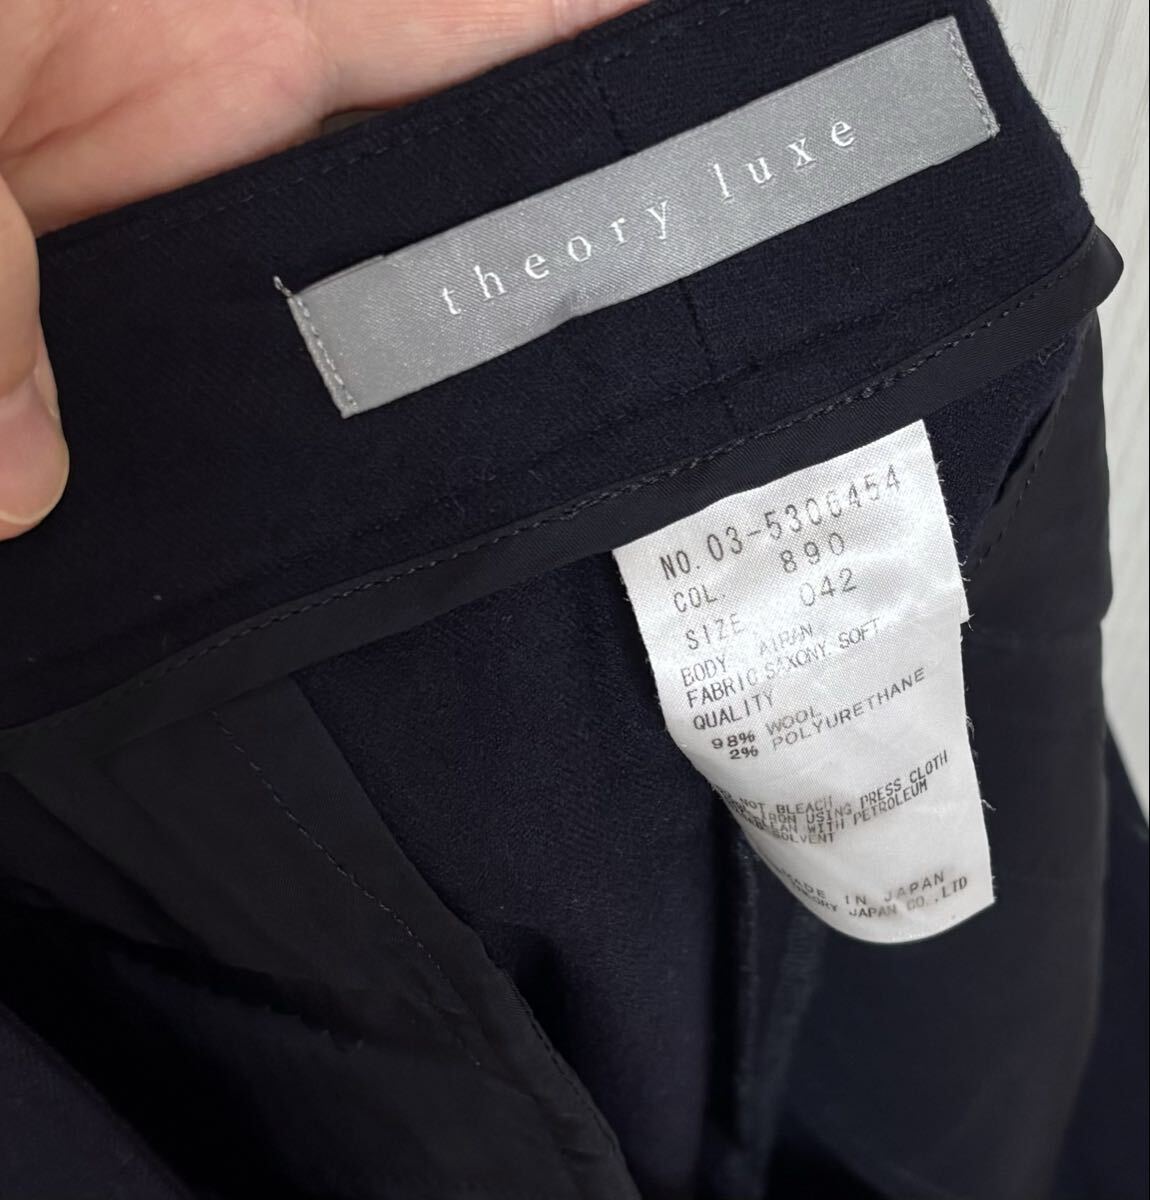 theory luxe
NO. 03-5306454
COL. 890
SIZE 042
BODY AIRAN
FABRIC SAXONY SOFT
QUALITY
98% WOOL
2% POLYURETHANE
NOT BLEACH
IRON USING PRESS CLOTH
CLEAN WITH PETROLEUM
SOLVENT
MADE IN JAPAN
JAPAN CO.,LTD